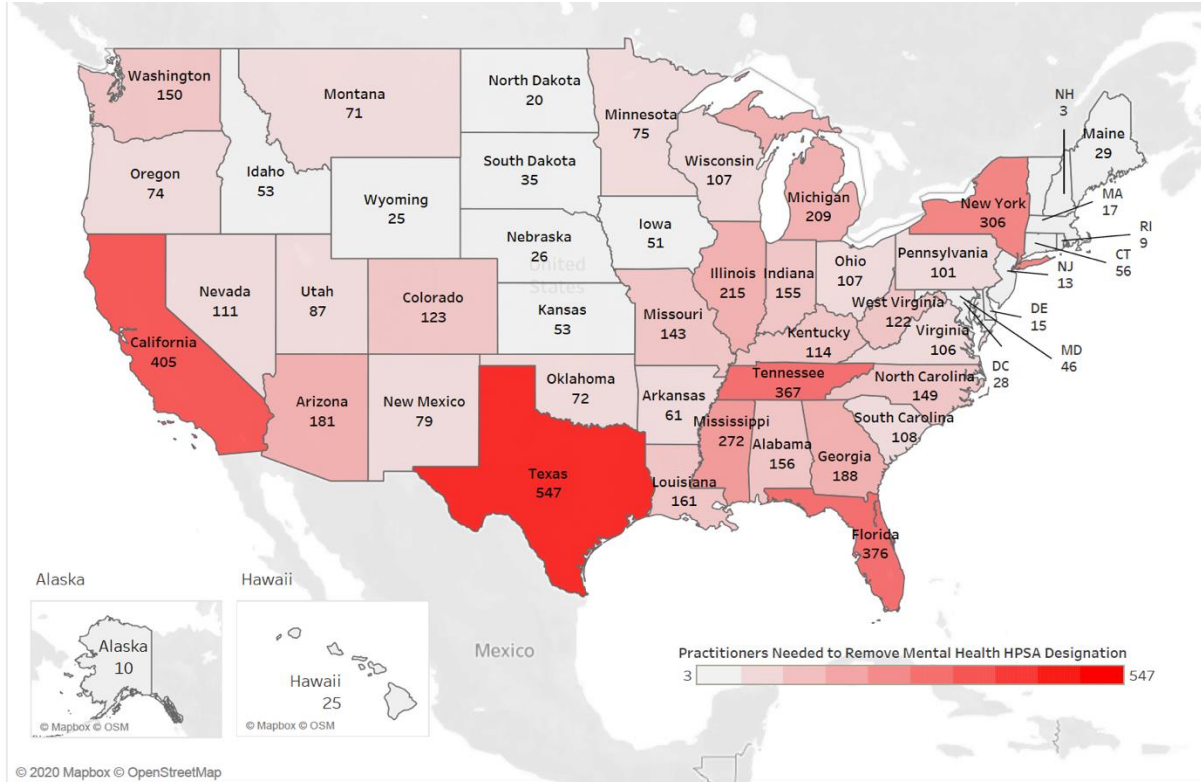 Washington
150
Montana
71
North Dakota
20
Minnesota
75
NH
3
Maine
29
Oregon
74
Idaho
53
South Dakota
35
Wisconsin
107
Michigan
209
New York
306
MA
17
RI
9
CT
56
NJ
13
DE
15
MD
46
DC
28
Wyoming
25
Nebraska
26
Iowa
51
United
States
Illinois
215
Indiana
155
Ohio
107
Pennsylvania
101
Nevada
111
Utah
87
Colorado
123
Kansas
53
Missouri
143
West Virginia
122
Virginia
106
Kentucky
114
California
405
Arizona
181
New Mexico
79
Oklahoma
72
Arkansas
61
Tennessee
367
North Carolina
149
South Carolina
108
Mississippi
272
Alabama
156
Georgia
188
Texas
547
Louisiana
161
Florida
376
Mexico
Alaska
Alaska
10
© Mapbox © OSM
Hawaii
Hawaii
25
© Mapbox © OSM
Practitioners Needed to Remove Mental Health HPSA Designation
3 547
© 2020 Mapbox © OpenStreetMap